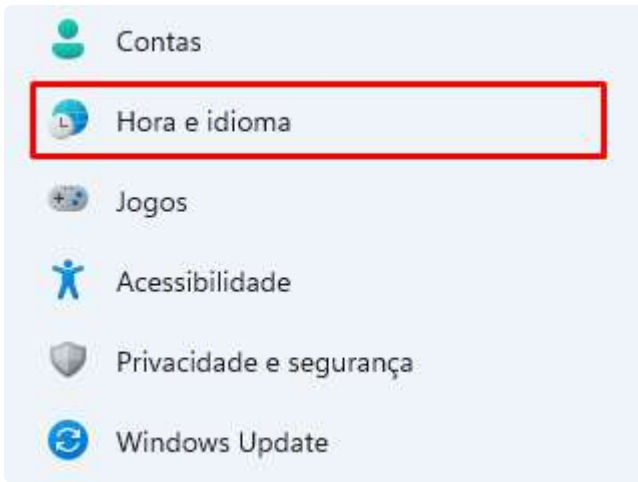 Contas
Hora e idioma
Jogos
Acessibilidade
Privacidade e segurança
Windows Update